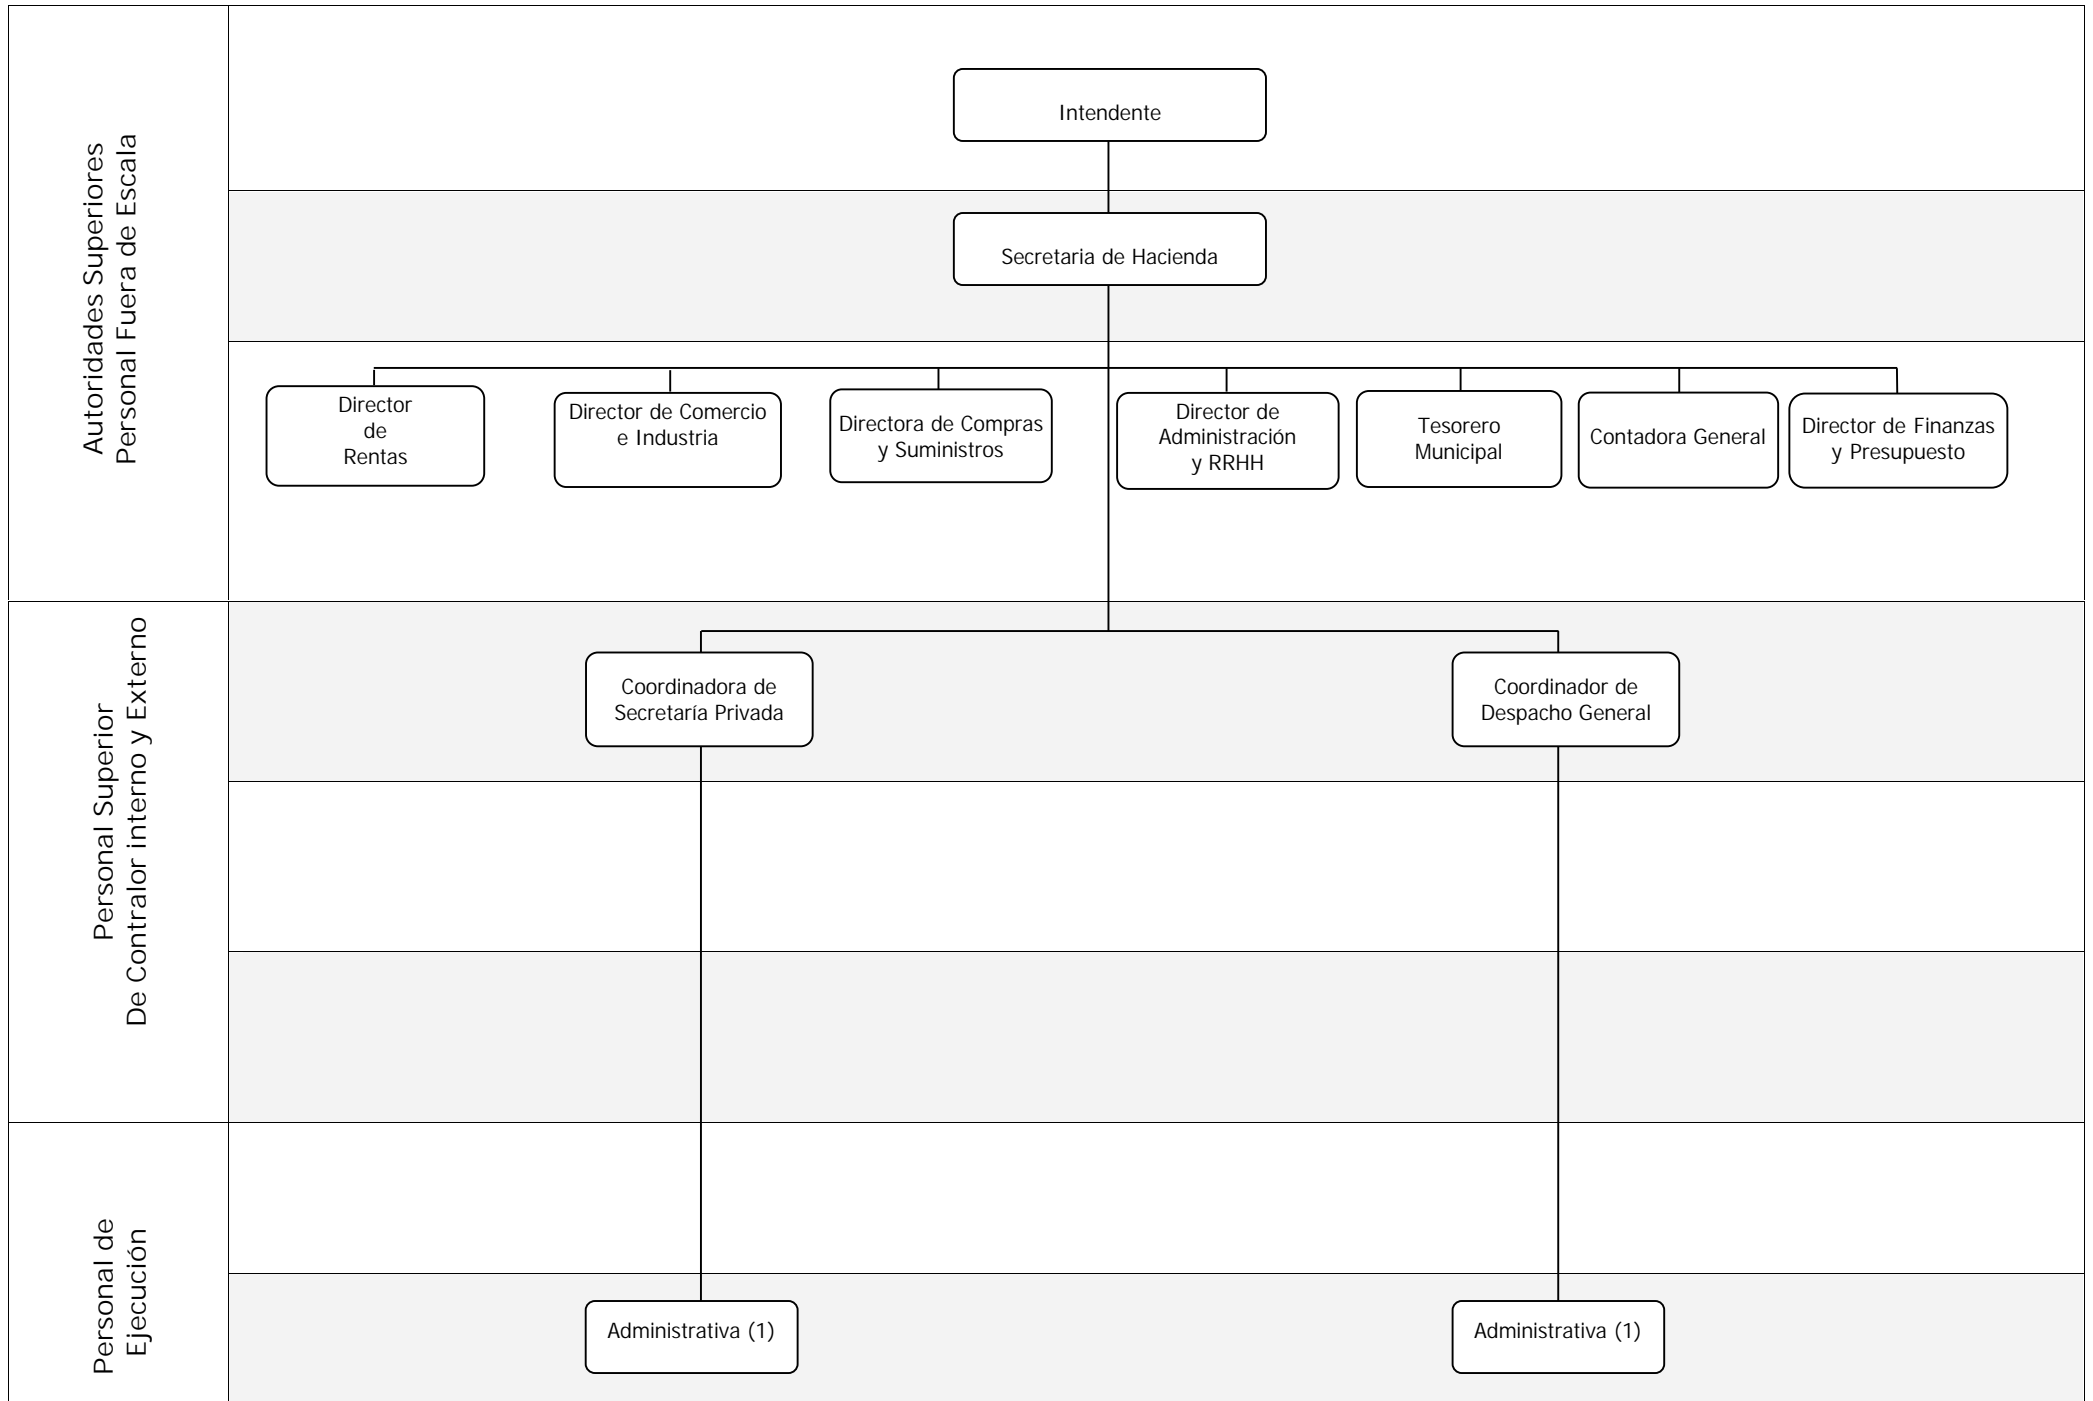 Autoridades Superiores
Personal Fuera de Escala
Intendente
Secretaria de Hacienda
Director
de
Rentas
Director de Comercio
e Industria
Directora de Compras
y Suministros
Director de
Administración
y RRHH
Tesorero
Municipal
Contadora General
Director de Finanzas
y Presupuesto
Personal Superior
De Contralor interno y Externo
Coordinadora de
Secretaría Privada
Coordinador de
Despacho General
Personal de
Ejecución
Administrativa (1)
Administrativa (1)